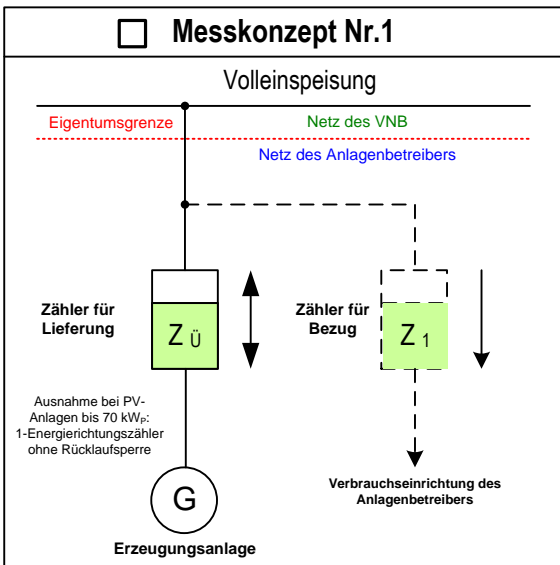 Messkonzept Nr.1
Volleinspeisung
Eigentumsgrenze
Netz des VNB
Netz des Anlagenbetreibers
Zähler für
Lieferung
Z Ü
Zähler für
Bezug
Z 1
Ausnahme bei PV-
Anlagen bis 70 kWP:
1-Energierichtungszähler
ohne Rücklaufsperre
G
Erzeugungsanlage
Verbrauchseinrichtung des
Anlagenbetreibers